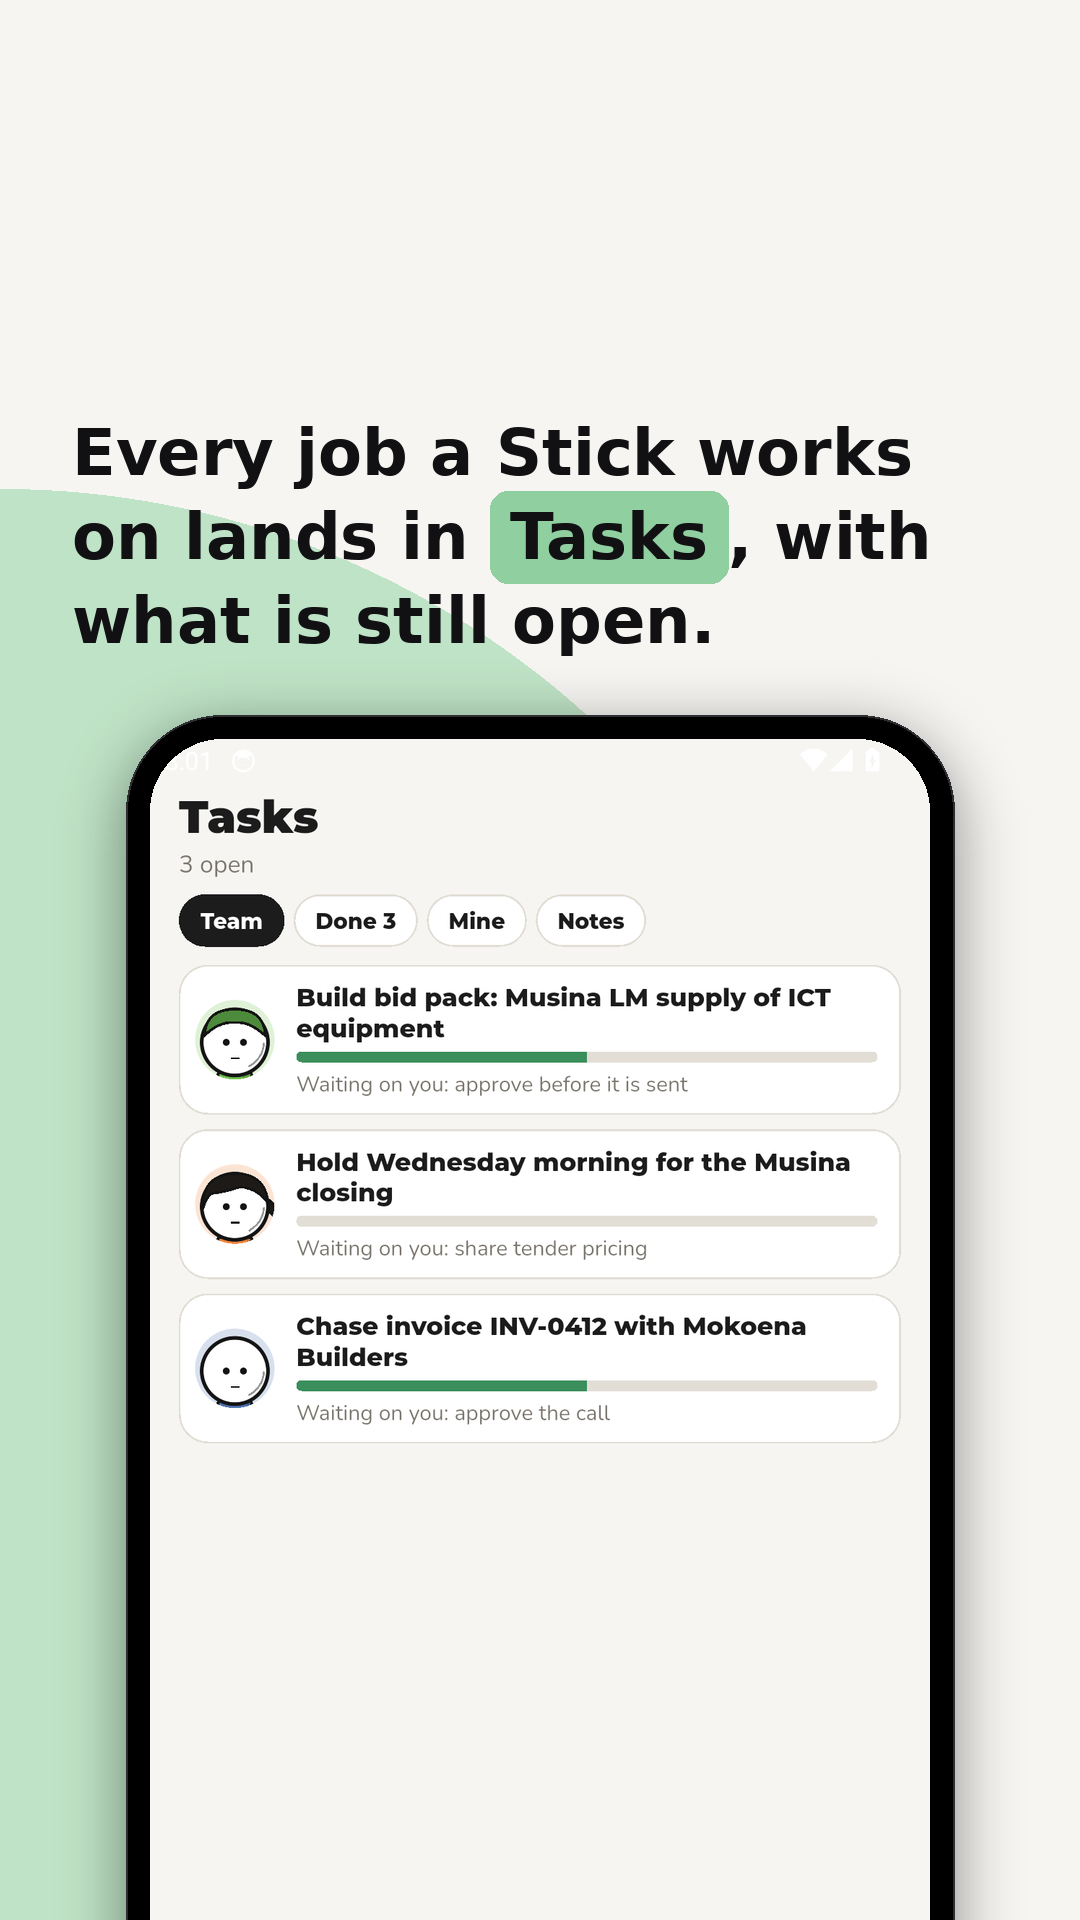 Every job a Stick works
on lands in Tasks, with
what is still open.
Tasks
3 open
Team
Done 3
Mine
Notes
Build bid pack: Musina LM supply of ICT
equipment
Waiting on you: approve before it is sent
Hold Wednesday morning for the Musina
closing
Waiting on you: share tender pricing
Chase invoice INV-0412 with Mokoena
Builders
Waiting on you: approve the call